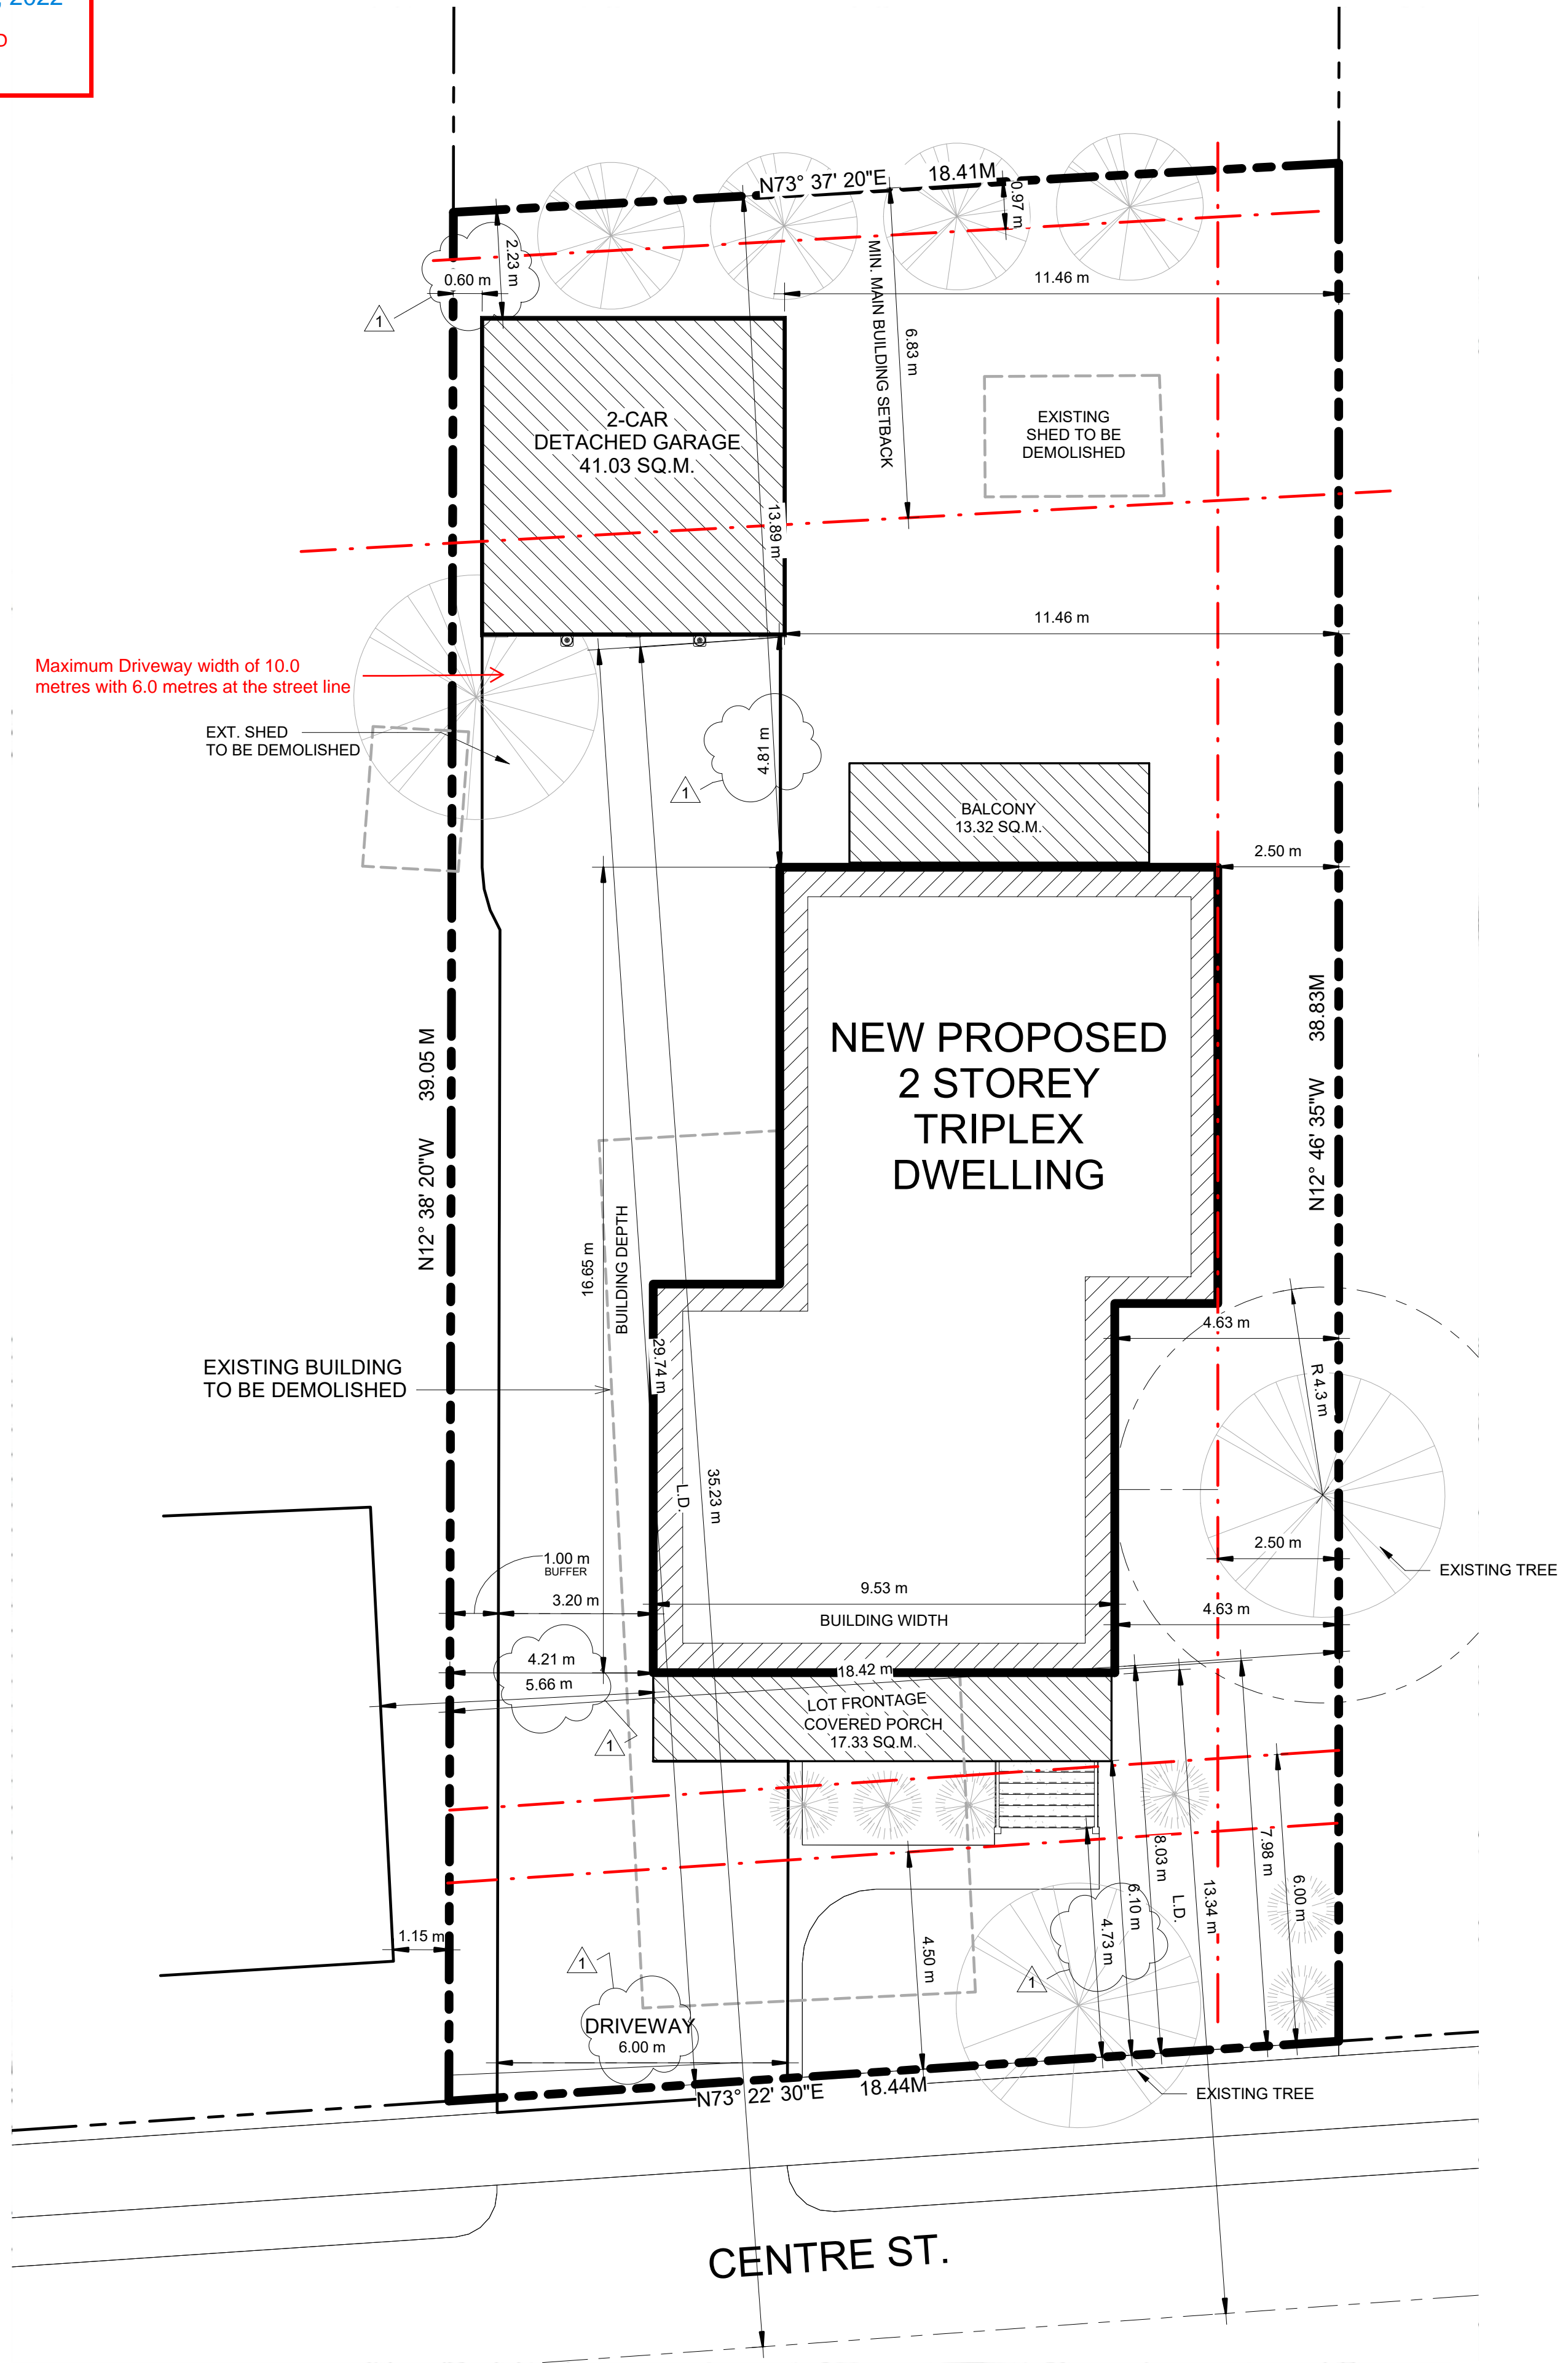 , 2022
N73° 37' 20"E 18.41M
0.97 m
2.23 m
0.60 m
11.46 m
1
MIN. MAIN BUILDING SETBACK
6.83 m
2-CAR
DETACHED GARAGE
41.03 SQ.M.
EXISTING
SHED TO BE
DEMOLISHED
13.89 m
11.46 m
Maximum Driveway width of 10.0
metres with 6.0 metres at the street line
EXT. SHED
TO BE DEMOLISHED
4.81 m
1
BALCONY
13.32 SQ.M.
2.50 m
NEW PROPOSED
2 STOREY
TRIPLEX
DWELLING
N12° 38' 20"W 39.05 M
N12° 46' 35"W 38.83M
16.65 m
BUILDING DEPTH
29.74 m
L.D.
35.23 m
4.63 m
R 4.3 m
EXISTING BUILDING
TO BE DEMOLISHED
2.50 m
EXISTING TREE
1.00 m
BUFFER
3.20 m
9.53 m
BUILDING WIDTH
4.63 m
4.21 m
5.66 m
18.42 m
LOT FRONTAGE
COVERED PORCH
17.33 SQ.M.
1
8.03 m
7.98 m
6.00 m
6.10 m
L.D.
13.34 m
4.73 m
4.50 m
1.15 m
1
1
DRIVEWAY
6.00 m
N73° 22' 30"E 18.44M
EXISTING TREE
CENTRE ST.